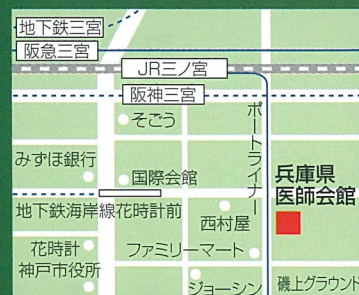 地下鉄三宮
阪急三宮
JR三ノ宮
阪神三宮
そごう
ポートライナー
みずほ銀行
国際会館
兵庫県
医師会館
地下鉄海岸線花時計前
西村屋
花時計
神戸市役所
ファミリーマート
ジョーシン
磯上グラウンド